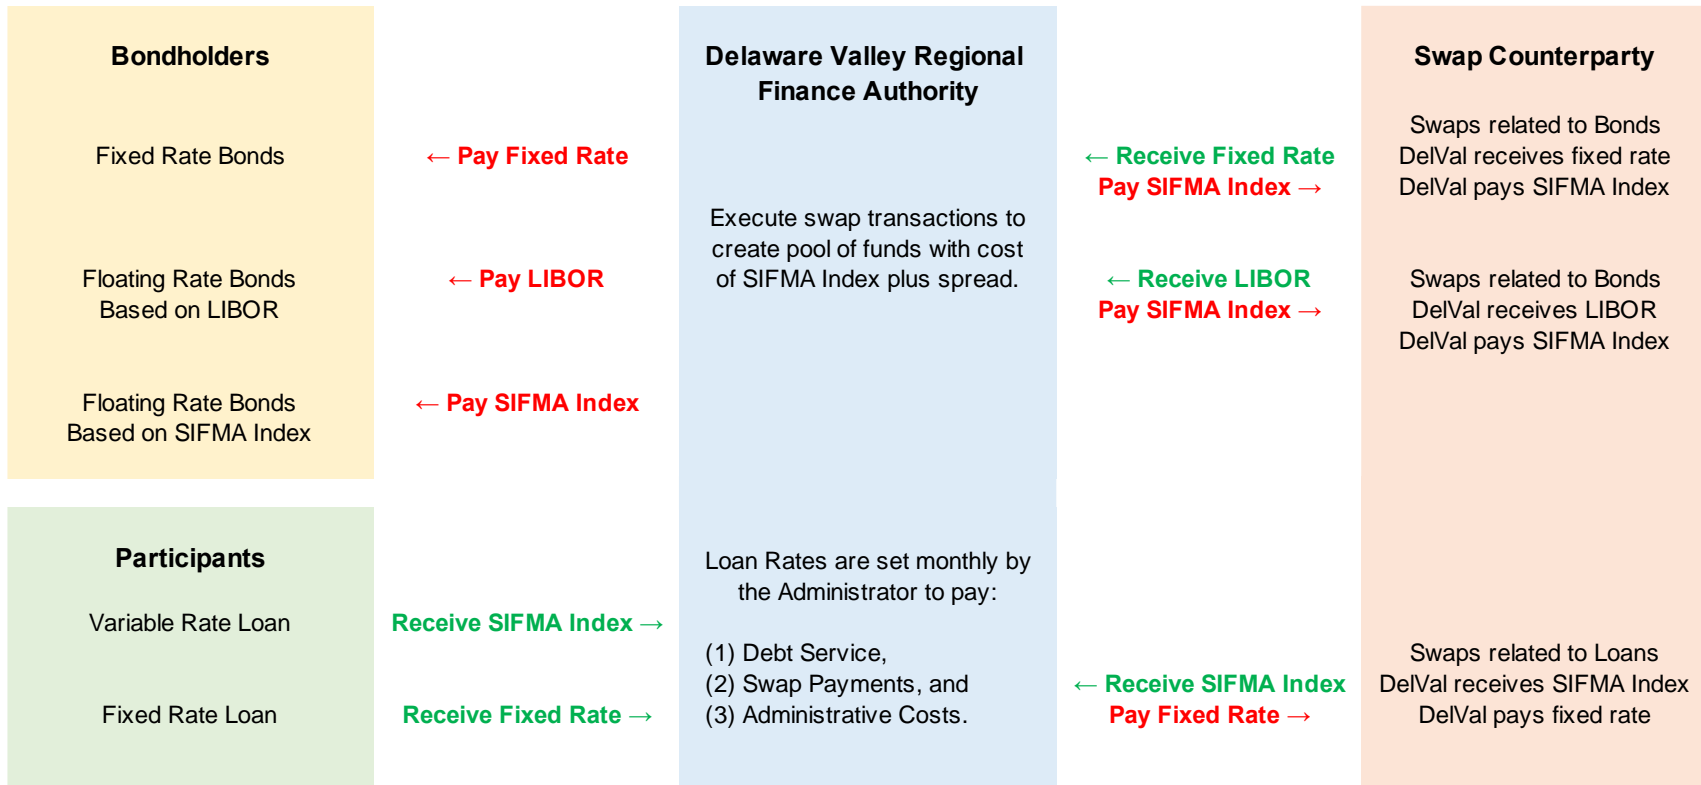 Bondholders
Fixed Rate Bonds
Floating Rate Bonds
Based on LIBOR
Floating Rate Bonds
Based on SIFMA Index
← Pay Fixed Rate
← Pay LIBOR
← Pay SIFMA Index
Delaware Valley Regional
Finance Authority
Execute swap transactions to
create pool of funds with cost
of SIFMA Index plus spread.
← Receive Fixed Rate
Pay SIFMA Index →
← Receive LIBOR
Pay SIFMA Index →
Swap Counterparty
Swaps related to Bonds
DelVal receives fixed rate
DelVal pays SIFMA Index
Swaps related to Bonds
DelVal receives LIBOR
DelVal pays SIFMA Index
Participants
Variable Rate Loan
Fixed Rate Loan
Receive SIFMA Index →
Receive Fixed Rate →
Loan Rates are set monthly by
the Administrator to pay:
(1) Debt Service,
(2) Swap Payments, and
(3) Administrative Costs.
← Receive SIFMA Index
Pay Fixed Rate →
Swaps related to Loans
DelVal receives SIFMA Index
DelVal pays fixed rate